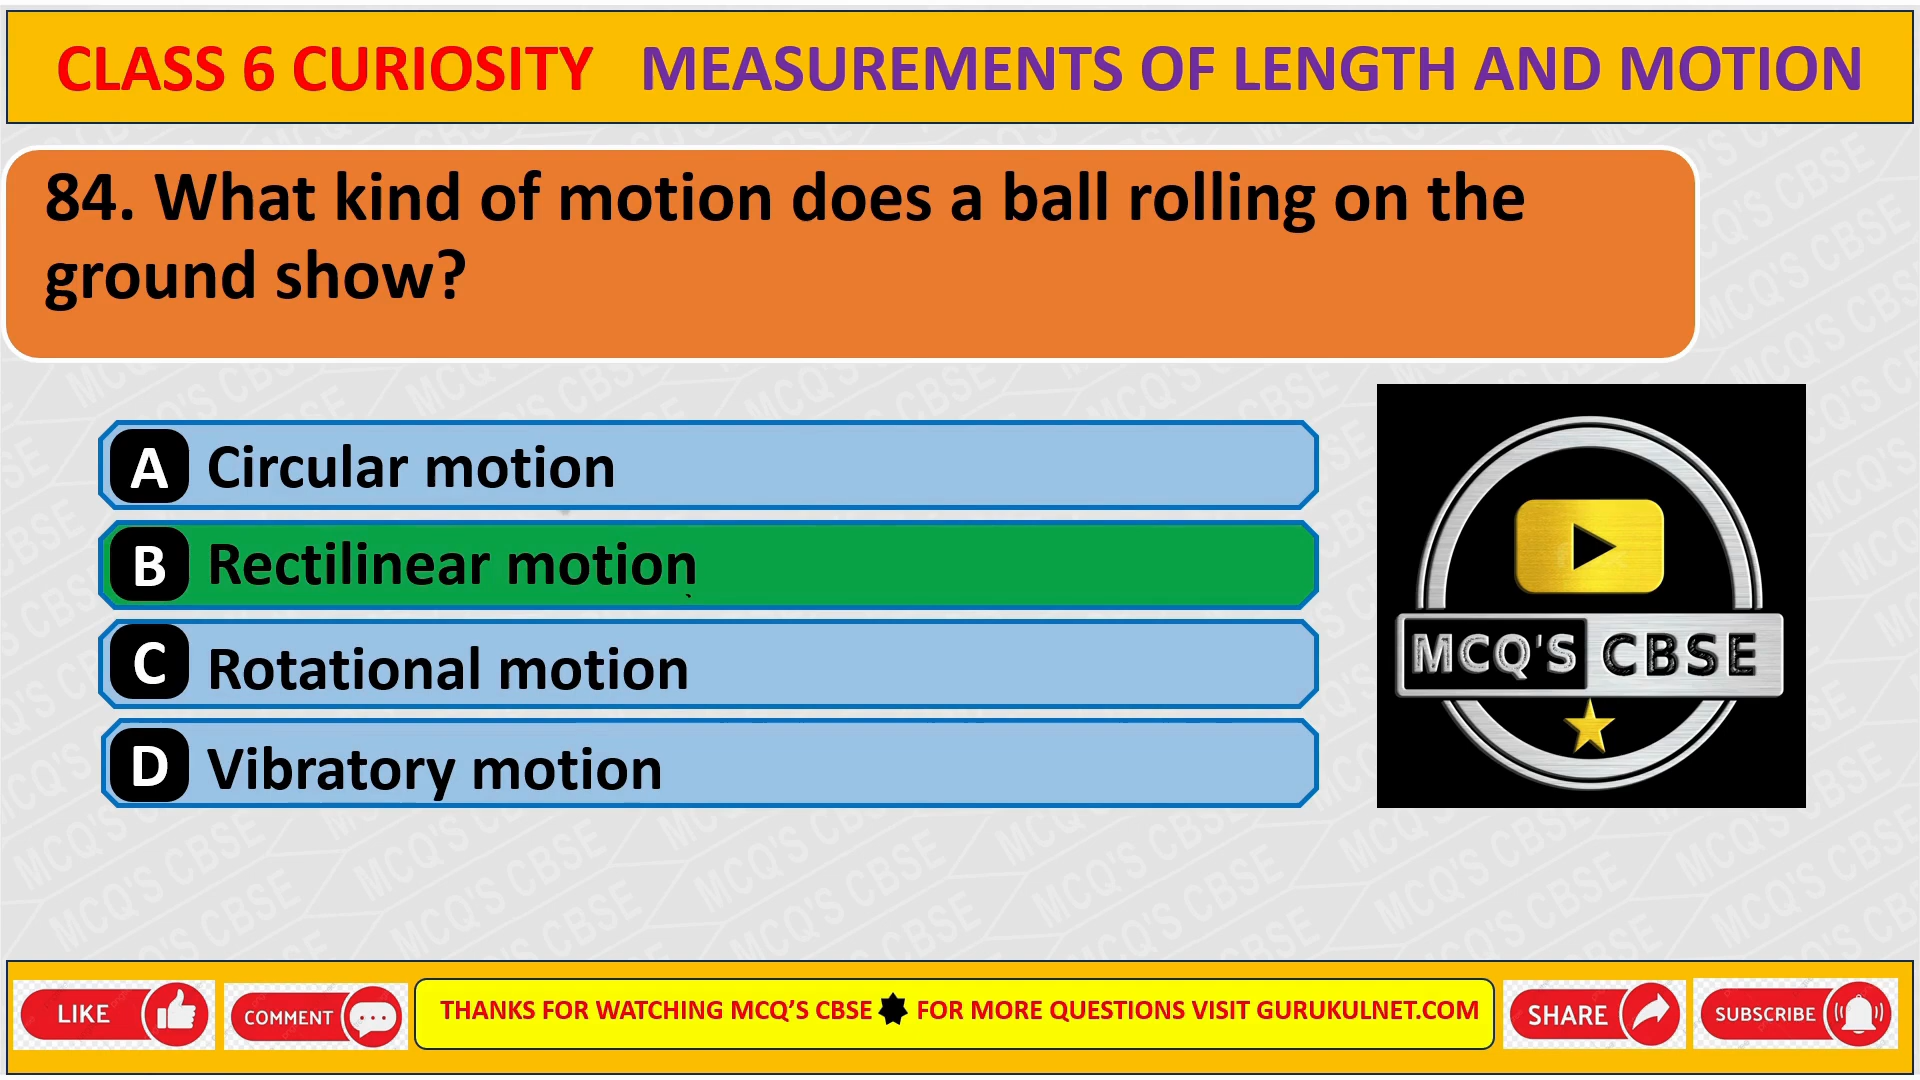 CLASS 6 CURIOSITY MEASUREMENTS OF LENGTH AND MOTION
84. What kind of motion does a ball rolling on the
ground show?
A Circular motion
B Rectilinear motion
C Rotational motion
D Vibratory motion
MCQ'S CBSE
LIKE
COMMENT
THANKS FOR WATCHING MCQ’S CBSE FOR MORE QUESTIONS VISIT GURUKULNET.COM
SHARE
SUBSCRIBE